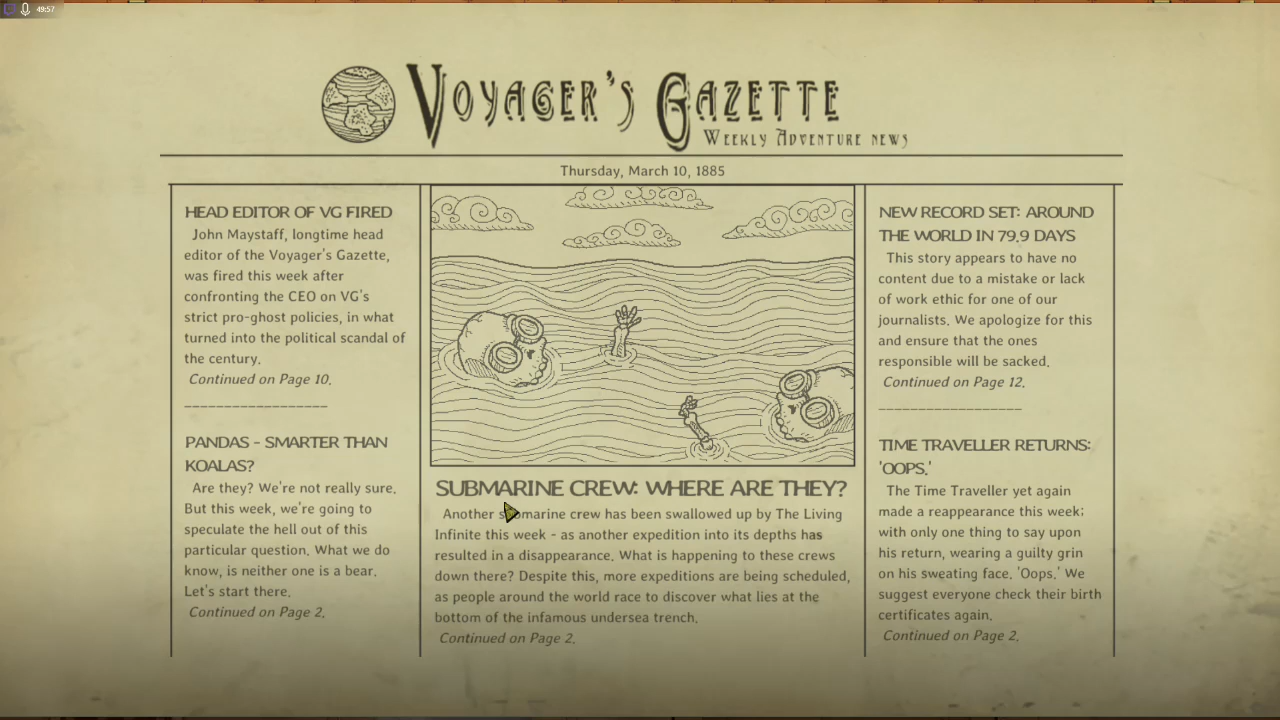 49:57
VOYAGER'S GAZETTE
WEEKLY ADVENTURE NEWS
Thursday, March 10, 1885
HEAD EDITOR OF VG FIRED
John Maystaff, longtime head
editor of the Voyager's Gazette,
was fired this week after
confronting the CEO on VG's
strict pro-ghost policies, in what
turned into the political scandal of
the century.
Continued on Page 10.
__________________
PANDAS - SMARTER THAN
KOALAS?
Are they? We're not really sure.
But this week, we're going to
speculate the hell out of this
particular question. What we do
know, is neither one is a bear.
Let's start there.
Continued on Page 2.
SUBMARINE CREW: WHERE ARE THEY?
Another submarine crew has been swallowed up by The Living
Infinite this week - as another expedition into its depths has
resulted in a disappearance. What is happening to these crews
down there? Despite this, more expeditions are being scheduled,
as people around the world race to discover what lies at the
bottom of the infamous undersea trench.
Continued on Page 2.
NEW RECORD SET: AROUND
THE WORLD IN 79.9 DAYS
This story appears to have no
content due to a mistake or lack
of work ethic for one of our
journalists. We apologize for this
and ensure that the ones
responsible will be sacked.
Continued on Page 12.
__________________
TIME TRAVELLER RETURNS:
'OOPS.'
The Time Traveller yet again
made a reappearance this week;
with only one thing to say upon
his return, wearing a guilty grin
on his sweating face. 'Oops.' We
suggest everyone check their birth
certificates again.
Continued on Page 2.